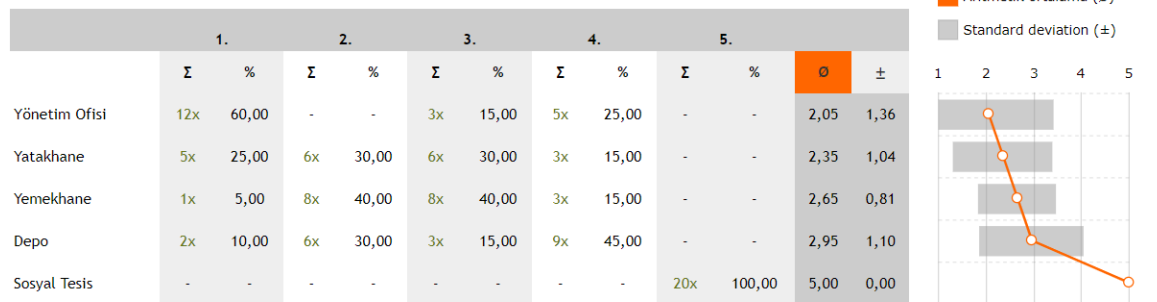 Aritmetik ortalama (Ø)
Standard deviation (±)
1. 2. 3. 4. 5.
Σ % Σ % Σ % Σ % Σ % Ø ±
1 2 3 4 5
Yönetim Ofisi 12x 60,00 - - 3x 15,00 5x 25,00 - - 2,05 1,36
Yatakhane 5x 25,00 6x 30,00 6x 30,00 3x 15,00 - - 2,35 1,04
Yemekhane 1x 5,00 8x 40,00 8x 40,00 3x 15,00 - - 2,65 0,81
Depo 2x 10,00 6x 30,00 3x 15,00 9x 45,00 - - 2,95 1,10
Sosyal Tesis - - - - - - - - 20x 100,00 5,00 0,00